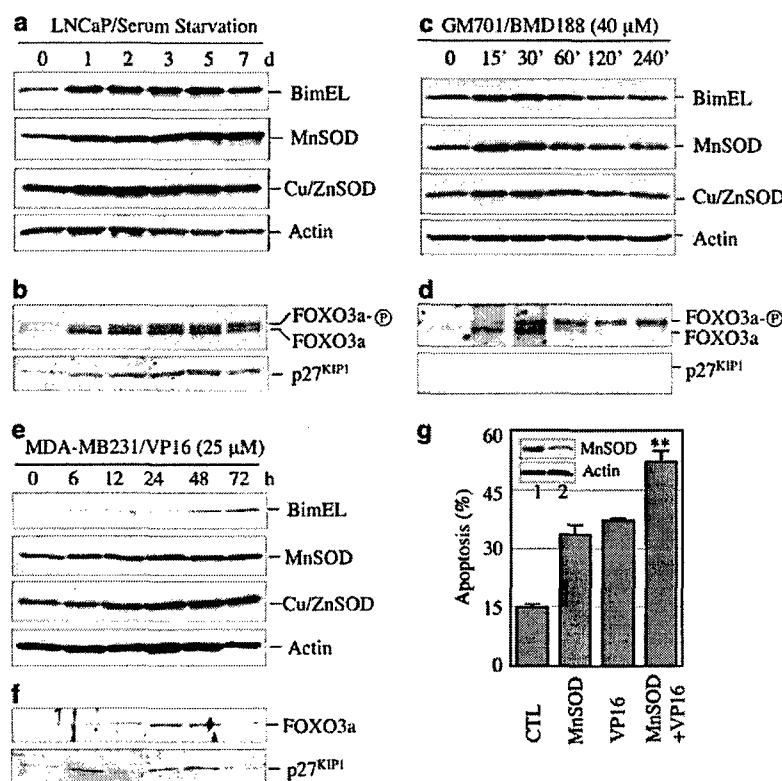 a
LNCaP/Serum Starvation
0 1 2 3 5 7 d
BimEL
MnSOD
Cu/ZnSOD
Actin
b
FOXO3a-Ⓟ
FOXO3a
p27KIP1
c
GM701/BMD188 (40 µM)
0 15' 30' 60' 120' 240'
BimEL
MnSOD
Cu/ZnSOD
Actin
d
FOXO3a-Ⓟ
FOXO3a
p27KIP1
e
MDA-MB231/VP16 (25 µM)
0 6 12 24 48 72 h
BimEL
MnSOD
Cu/ZnSOD
Actin
f
FOXO3a
p27KIP1
g
60
45
30
15
0
Apoptosis (%)
MnSOD
Actin
1 2
**
CTL
MnSOD
VP16
MnSOD
+VP16